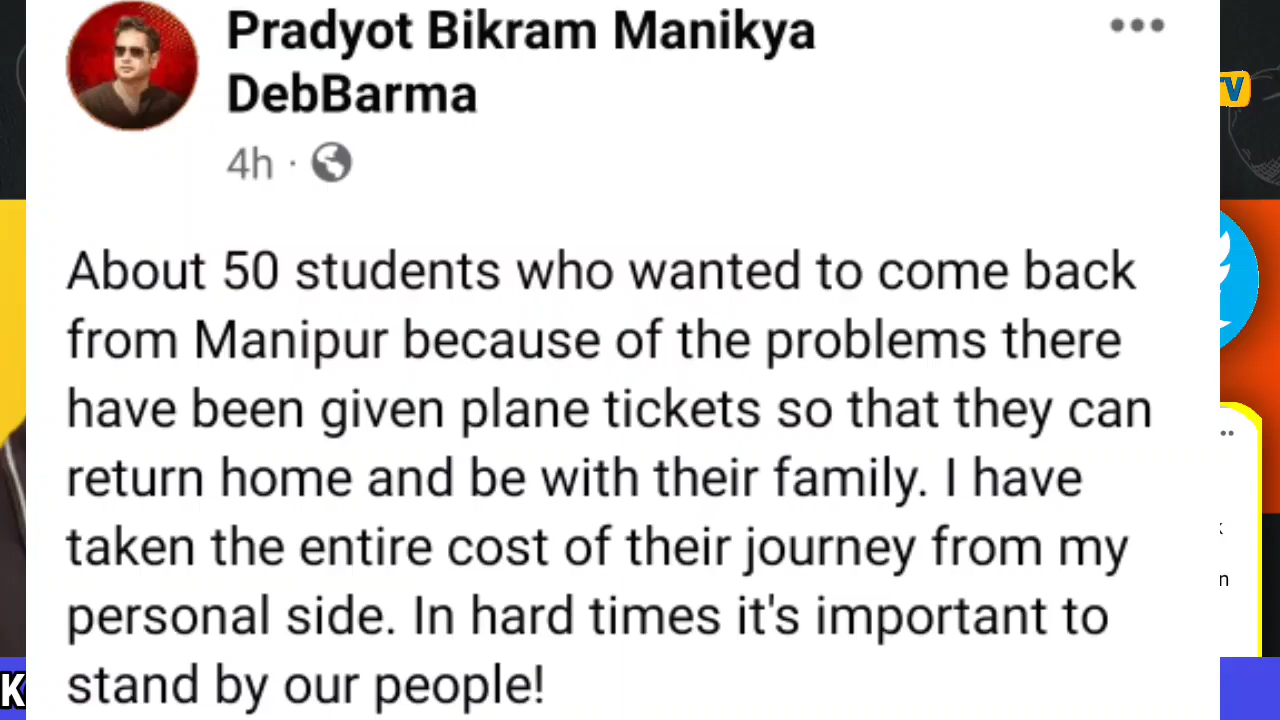 Pradyot Bikram Manikya
DebBarma
4h ·
About 50 students who wanted to come back
from Manipur because of the problems there
have been given plane tickets so that they can
return home and be with their family. I have
taken the entire cost of their journey from my
personal side. In hard times it's important to
stand by our people!
TV
K
k
n